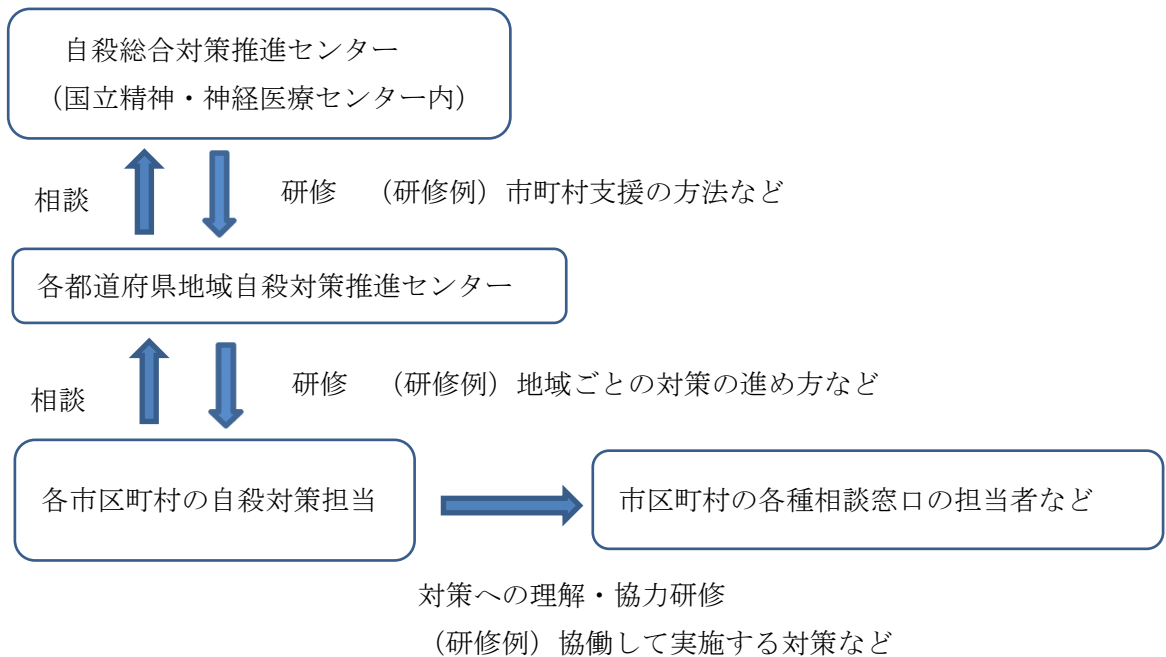 自殺総合対策推進センター
（国立精神・神経医療センター内）
相談
研修　（研修例）市町村支援の方法など
各都道府県地域自殺対策推進センター
相談
研修　（研修例）地域ごとの対策の進め方など
各市区町村の自殺対策担当
市区町村の各種相談窓口の担当者など
対策への理解・協力研修
（研修例）協働して実施する対策など